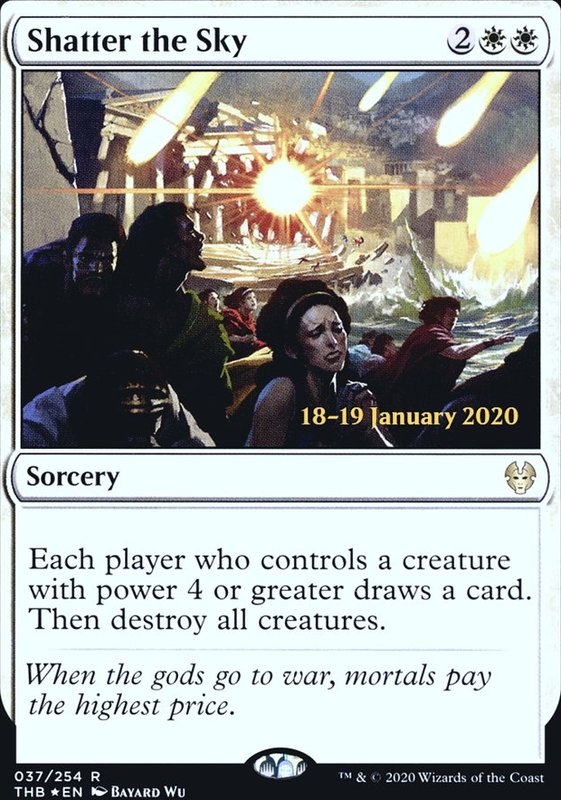 Shatter the Sky 2
18–19 January 2020
Sorcery
Each player who controls a creature
with power 4 or greater draws a card.
Then destroy all creatures.
When the gods go to war, mortals pay
the highest price.
037/254 R
™ & © 2020 Wizards of the Coast
THB ★ EN Bayard Wu